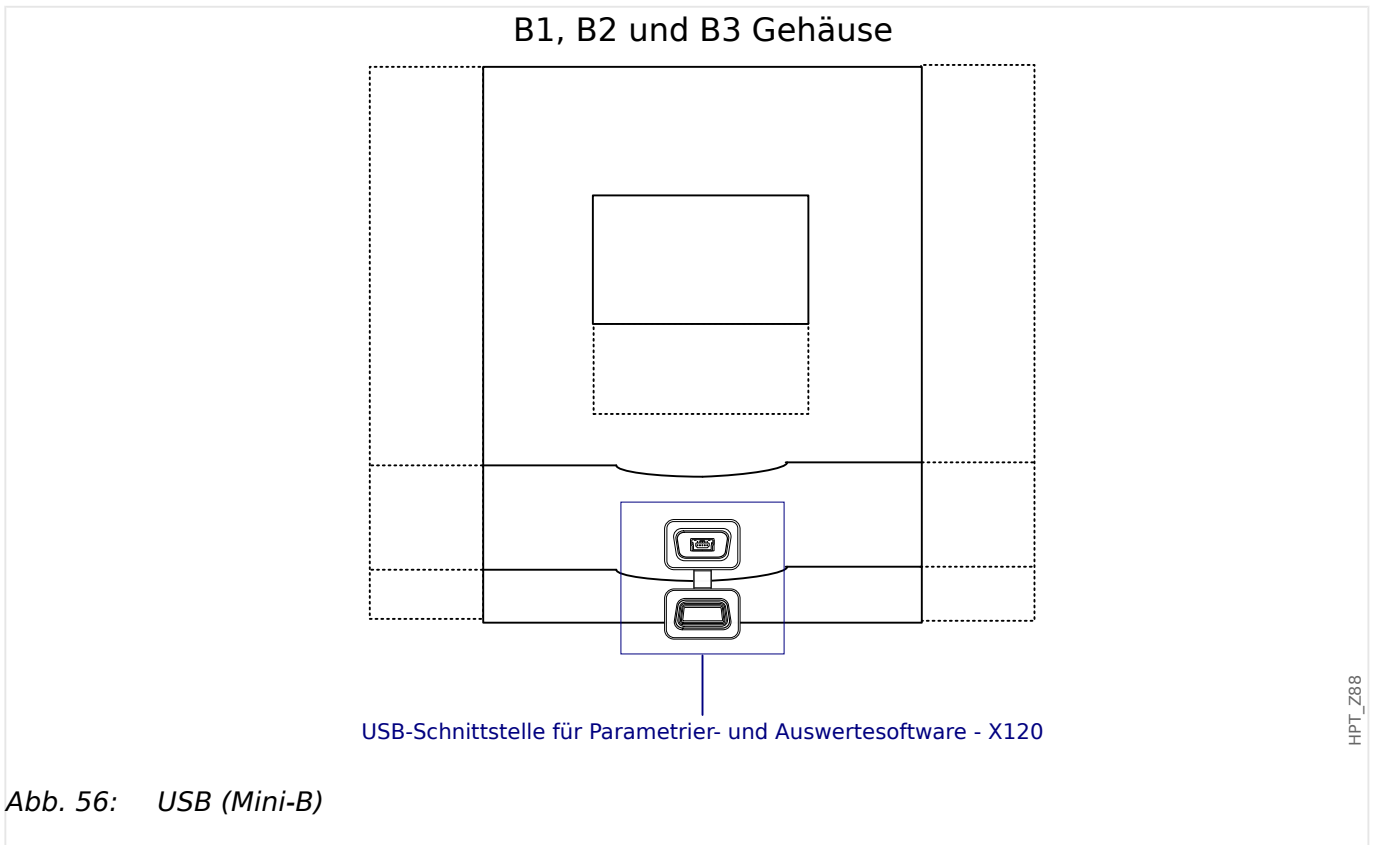 B1, B2 und B3 Gehäuse
USB-Schnittstelle für Parametrier- und Auswertesoftware - X120
HPT_Z88
Abb. 56: USB (Mini-B)